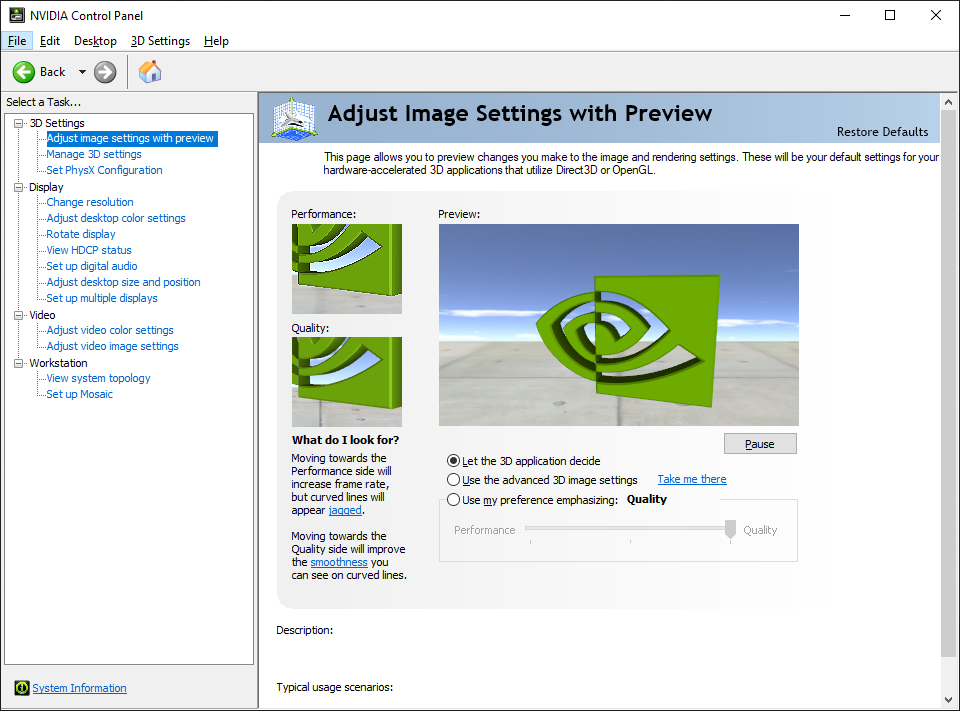 NVIDIA Control Panel
File Edit Desktop 3D Settings Help
Back
Select a Task...
3D Settings
Adjust image settings with preview
Manage 3D settings
Set PhysX Configuration
Display
Change resolution
Adjust desktop color settings
Rotate display
View HDCP status
Set up digital audio
Adjust desktop size and position
Set up multiple displays
Video
Adjust video color settings
Adjust video image settings
Workstation
View system topology
Set up Mosaic
System Information
Adjust Image Settings with Preview
Restore Defaults
This page allows you to preview changes you make to the image and rendering settings. These will be your default settings for your
hardware-accelerated 3D applications that utilize Direct3D or OpenGL.
Performance:
Quality:
What do I look for?
Moving towards the
Performance side will
increase frame rate,
but curved lines will
appear jagged.
Moving towards the
Quality side will improve
the smoothness you
can see on curved lines.
Preview:
Pause
Let the 3D application decide
Use the advanced 3D image settings Take me there
Use my preference emphasizing: Quality
Performance Quality
Description:
Typical usage scenarios: